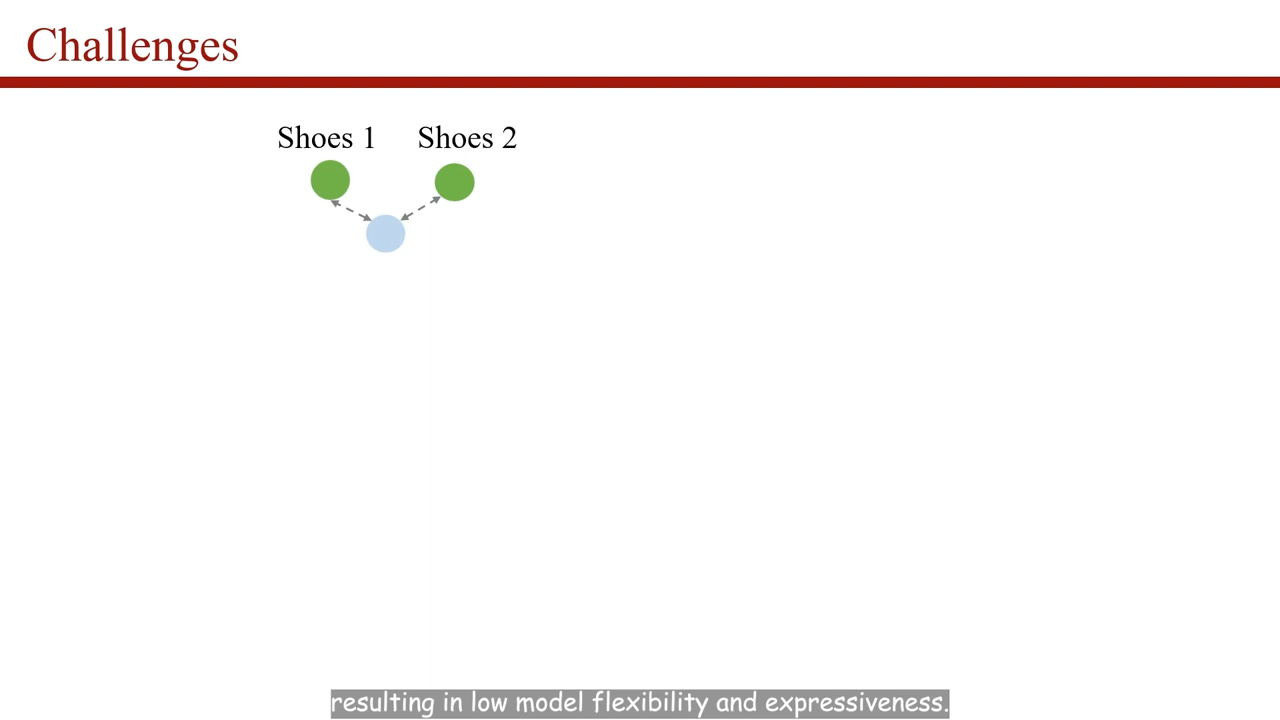 Challenges
Shoes 1 Shoes 2
resulting in low model flexibility and expressiveness.